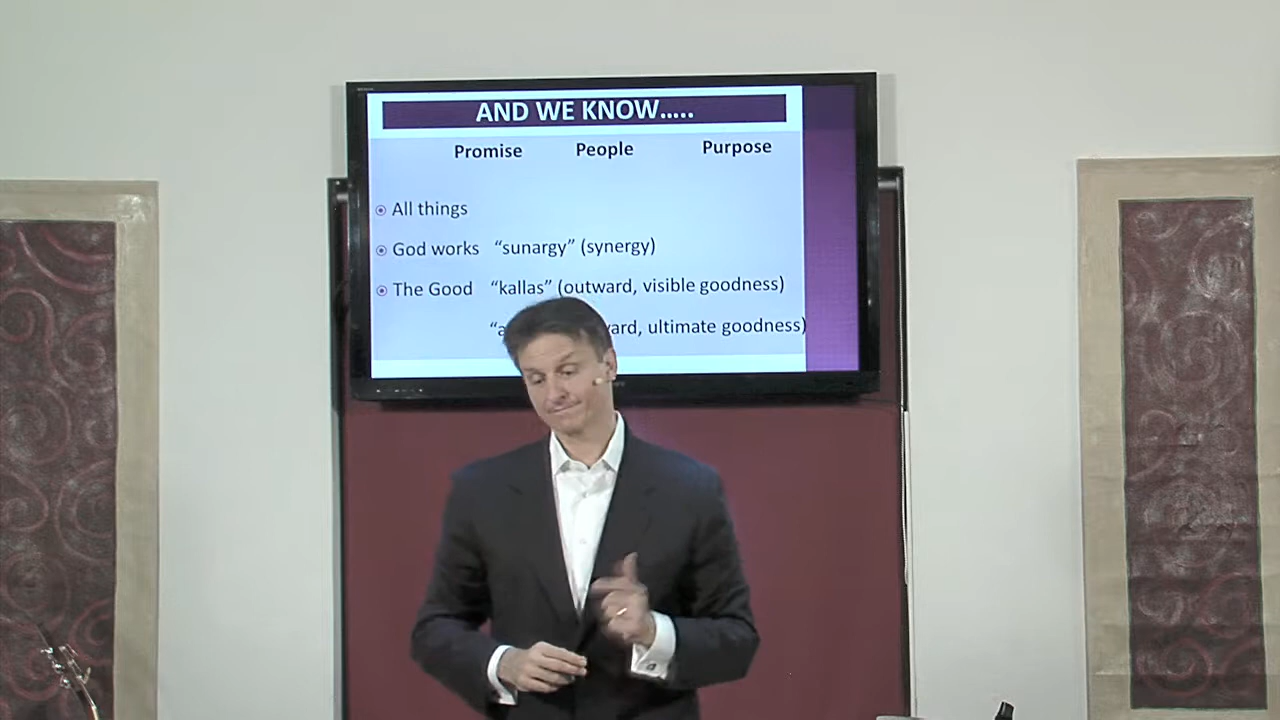 AND WE KNOW.....
Promise People Purpose
All things
God works “sunargy” (synergy)
The Good “kallas” (outward, visible goodness)
ultimate goodness)